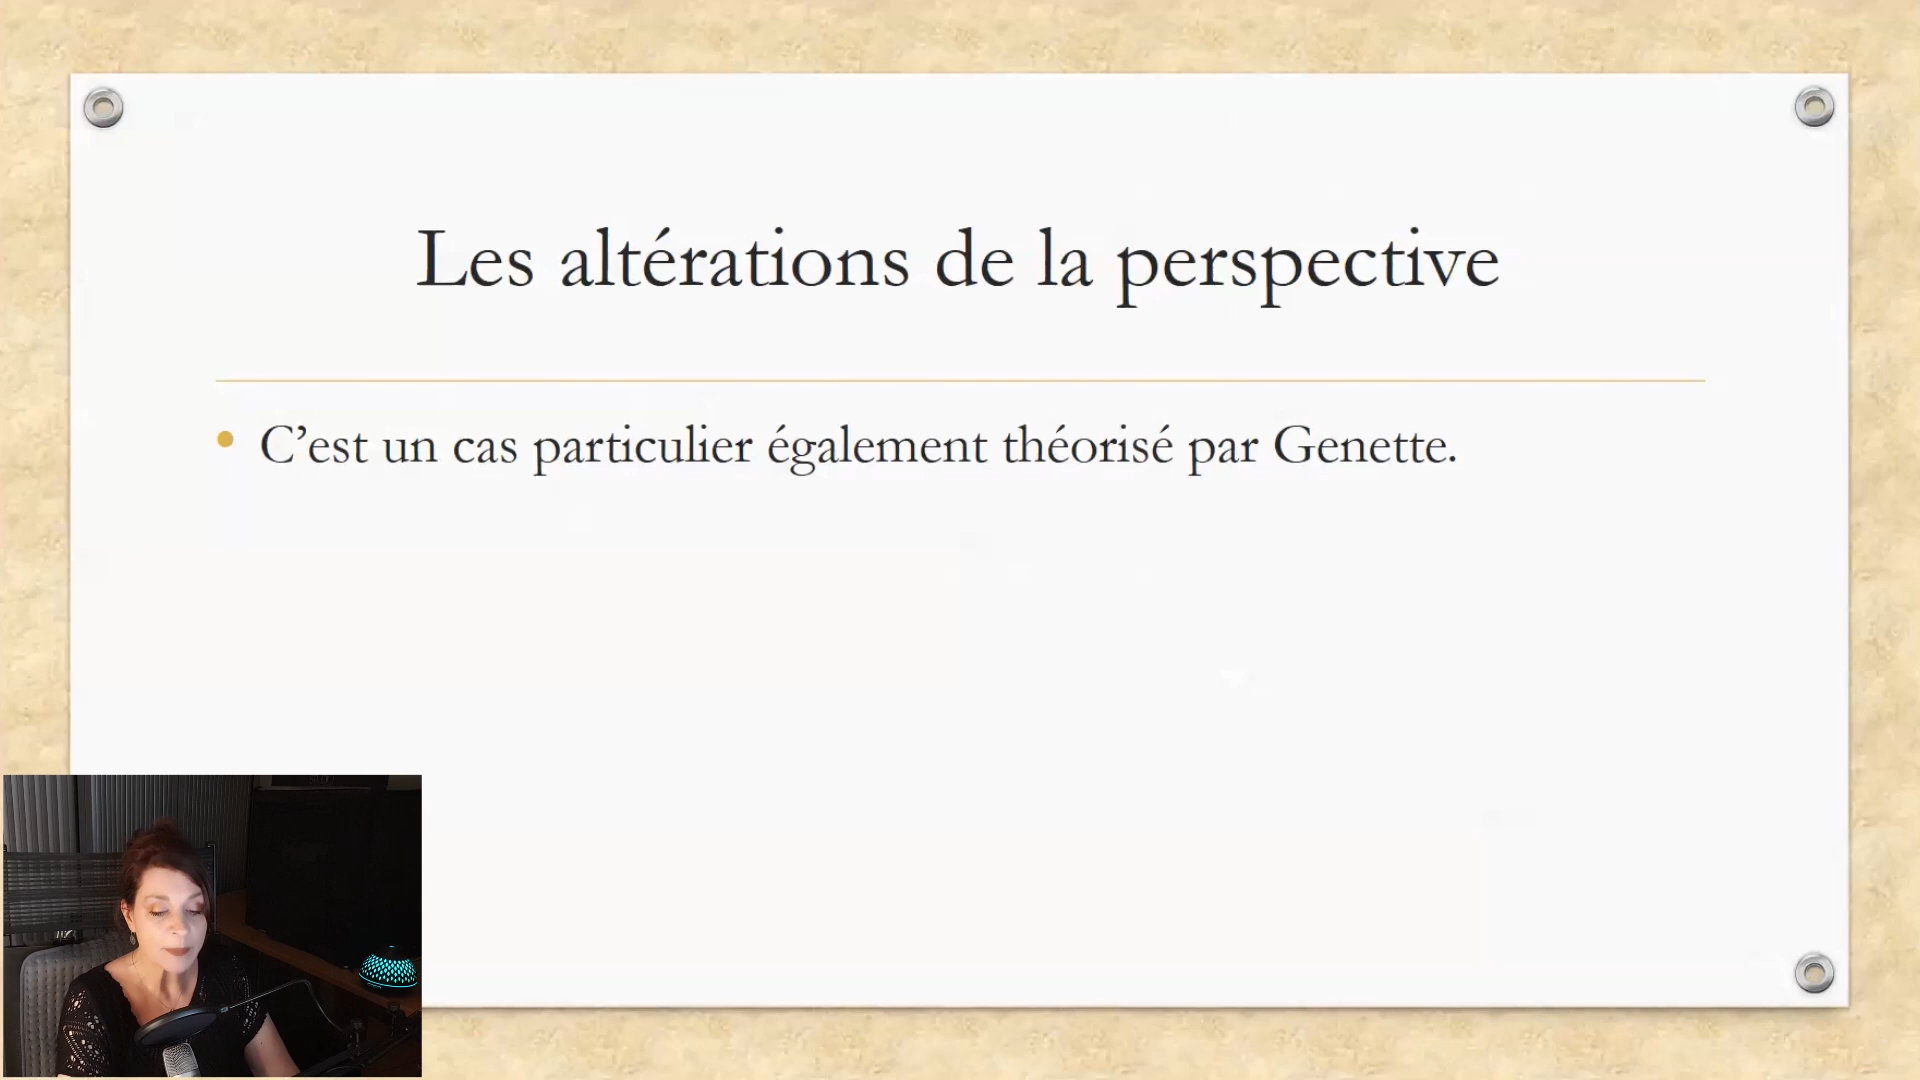 Les altérations de la perspective
• C’est un cas particulier également théorisé par Genette.